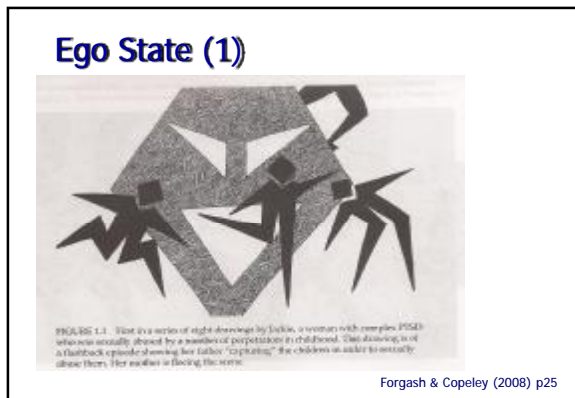 Ego State (1)
FIGURE 1.1 First in a series of eight drawings by Jackie, a woman with complex PTSD
who was sexually abused by a number of perpetrators in childhood. This drawing is of
a flashback episode showing her father "capturing" the children in order to sexually
abuse them. Her mother is fleeing the scene.
Forgash & Copeley (2008) p25